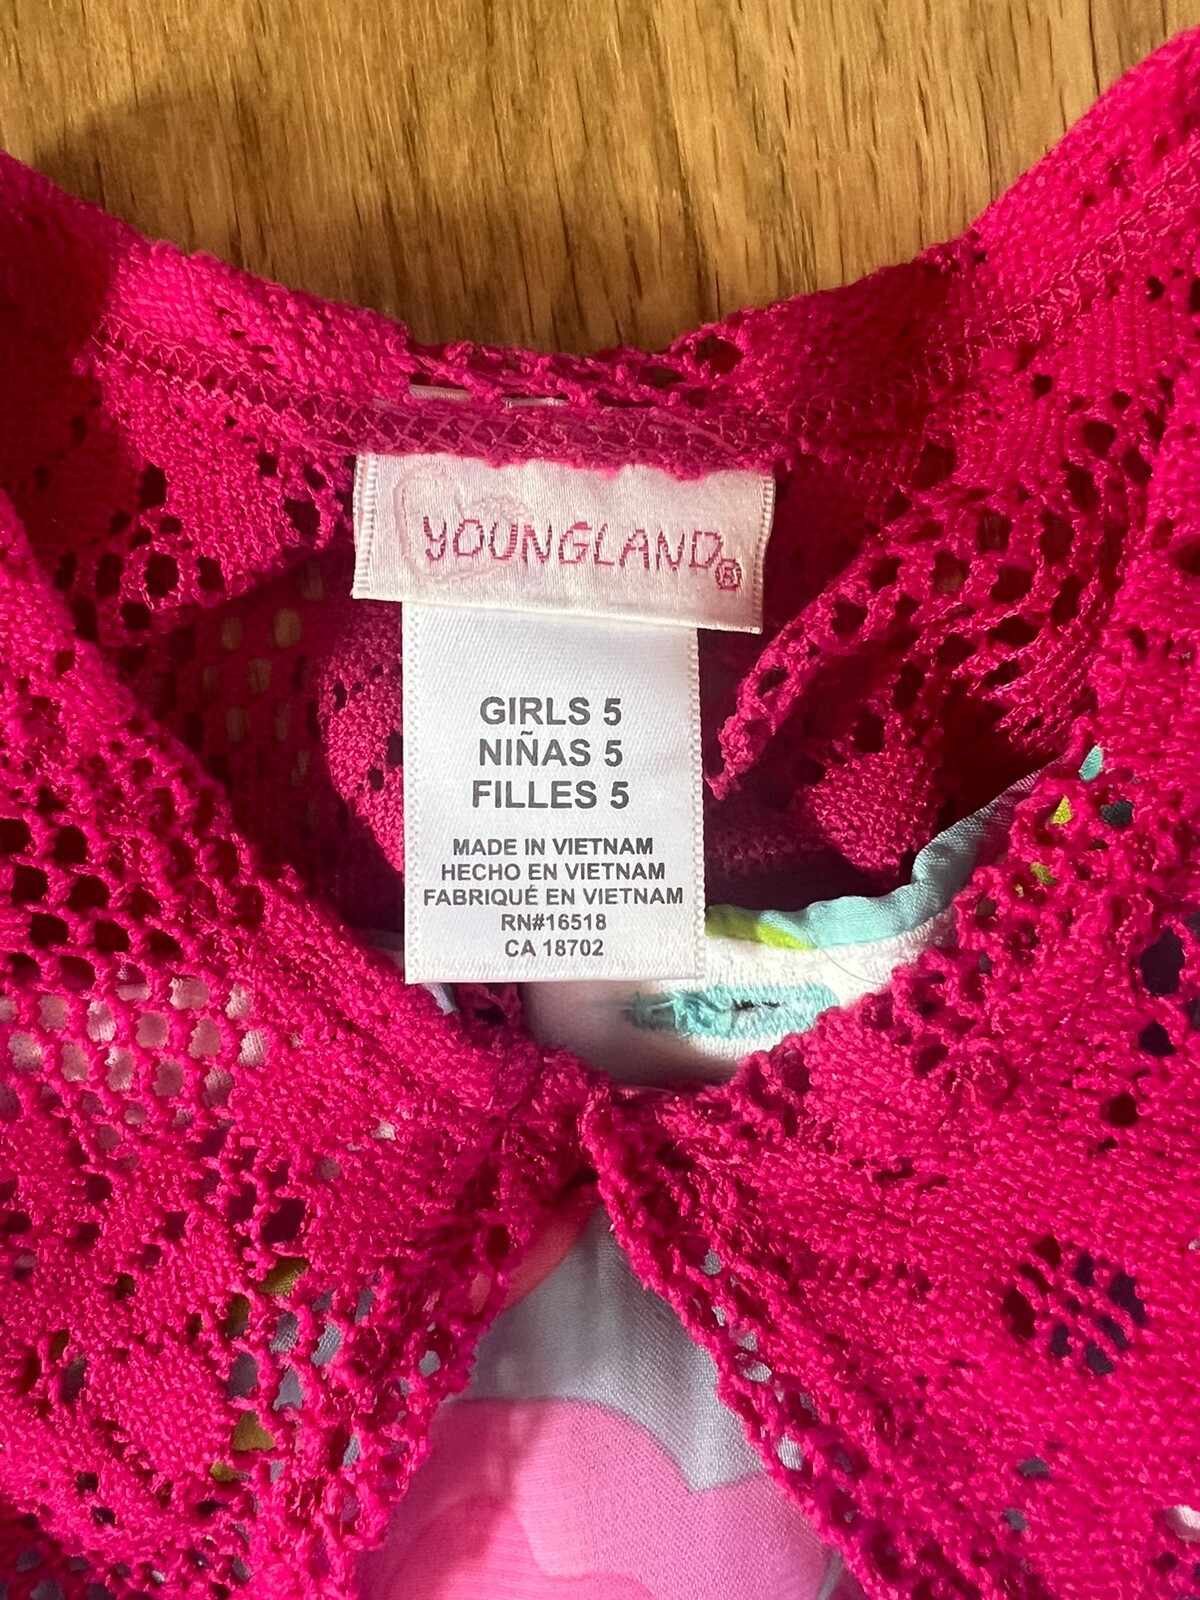 YOUNGLAND®
GIRLS 5
NIÑAS 5
FILLES 5
MADE IN VIETNAM
HECHO EN VIETNAM
FABRIQUÉ EN VIETNAM
RN#16518
CA 18702